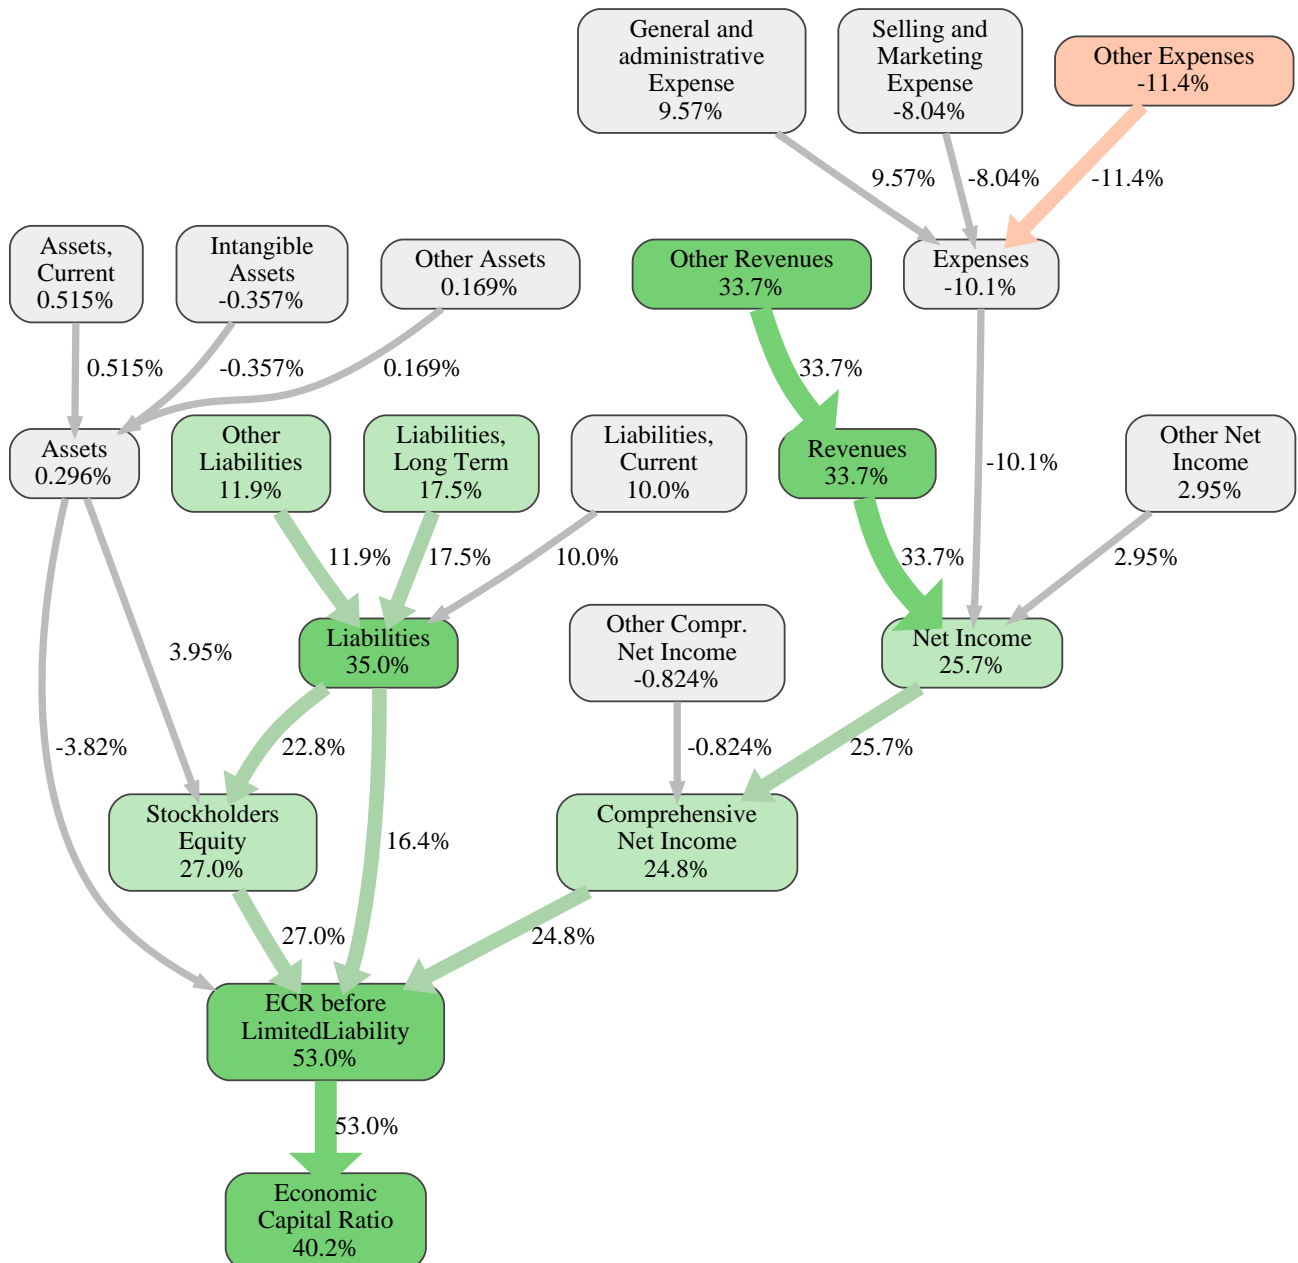 General and
administrative
Expense
9.57%
Selling and
Marketing
Expense
-8.04%
Other Expenses
-11.4%
9.57%
-8.04%
-11.4%
Assets,
Current
0.515%
Intangible
Assets
-0.357%
Other Assets
0.169%
Other Revenues
33.7%
Expenses
-10.1%
0.515%
-0.357%
0.169%
33.7%
Assets
0.296%
Other
Liabilities
11.9%
Liabilities,
Long Term
17.5%
Liabilities,
Current
10.0%
Revenues
33.7%
-10.1%
Other Net
Income
2.95%
11.9%
17.5%
10.0%
33.7%
2.95%
3.95%
Liabilities
35.0%
Other Compr.
Net Income
-0.824%
Net Income
25.7%
-3.82%
22.8%
-0.824%
25.7%
Stockholders
Equity
27.0%
16.4%
Comprehensive
Net Income
24.8%
27.0%
24.8%
ECR before
LimitedLiability
53.0%
53.0%
Economic
Capital Ratio
40.2%